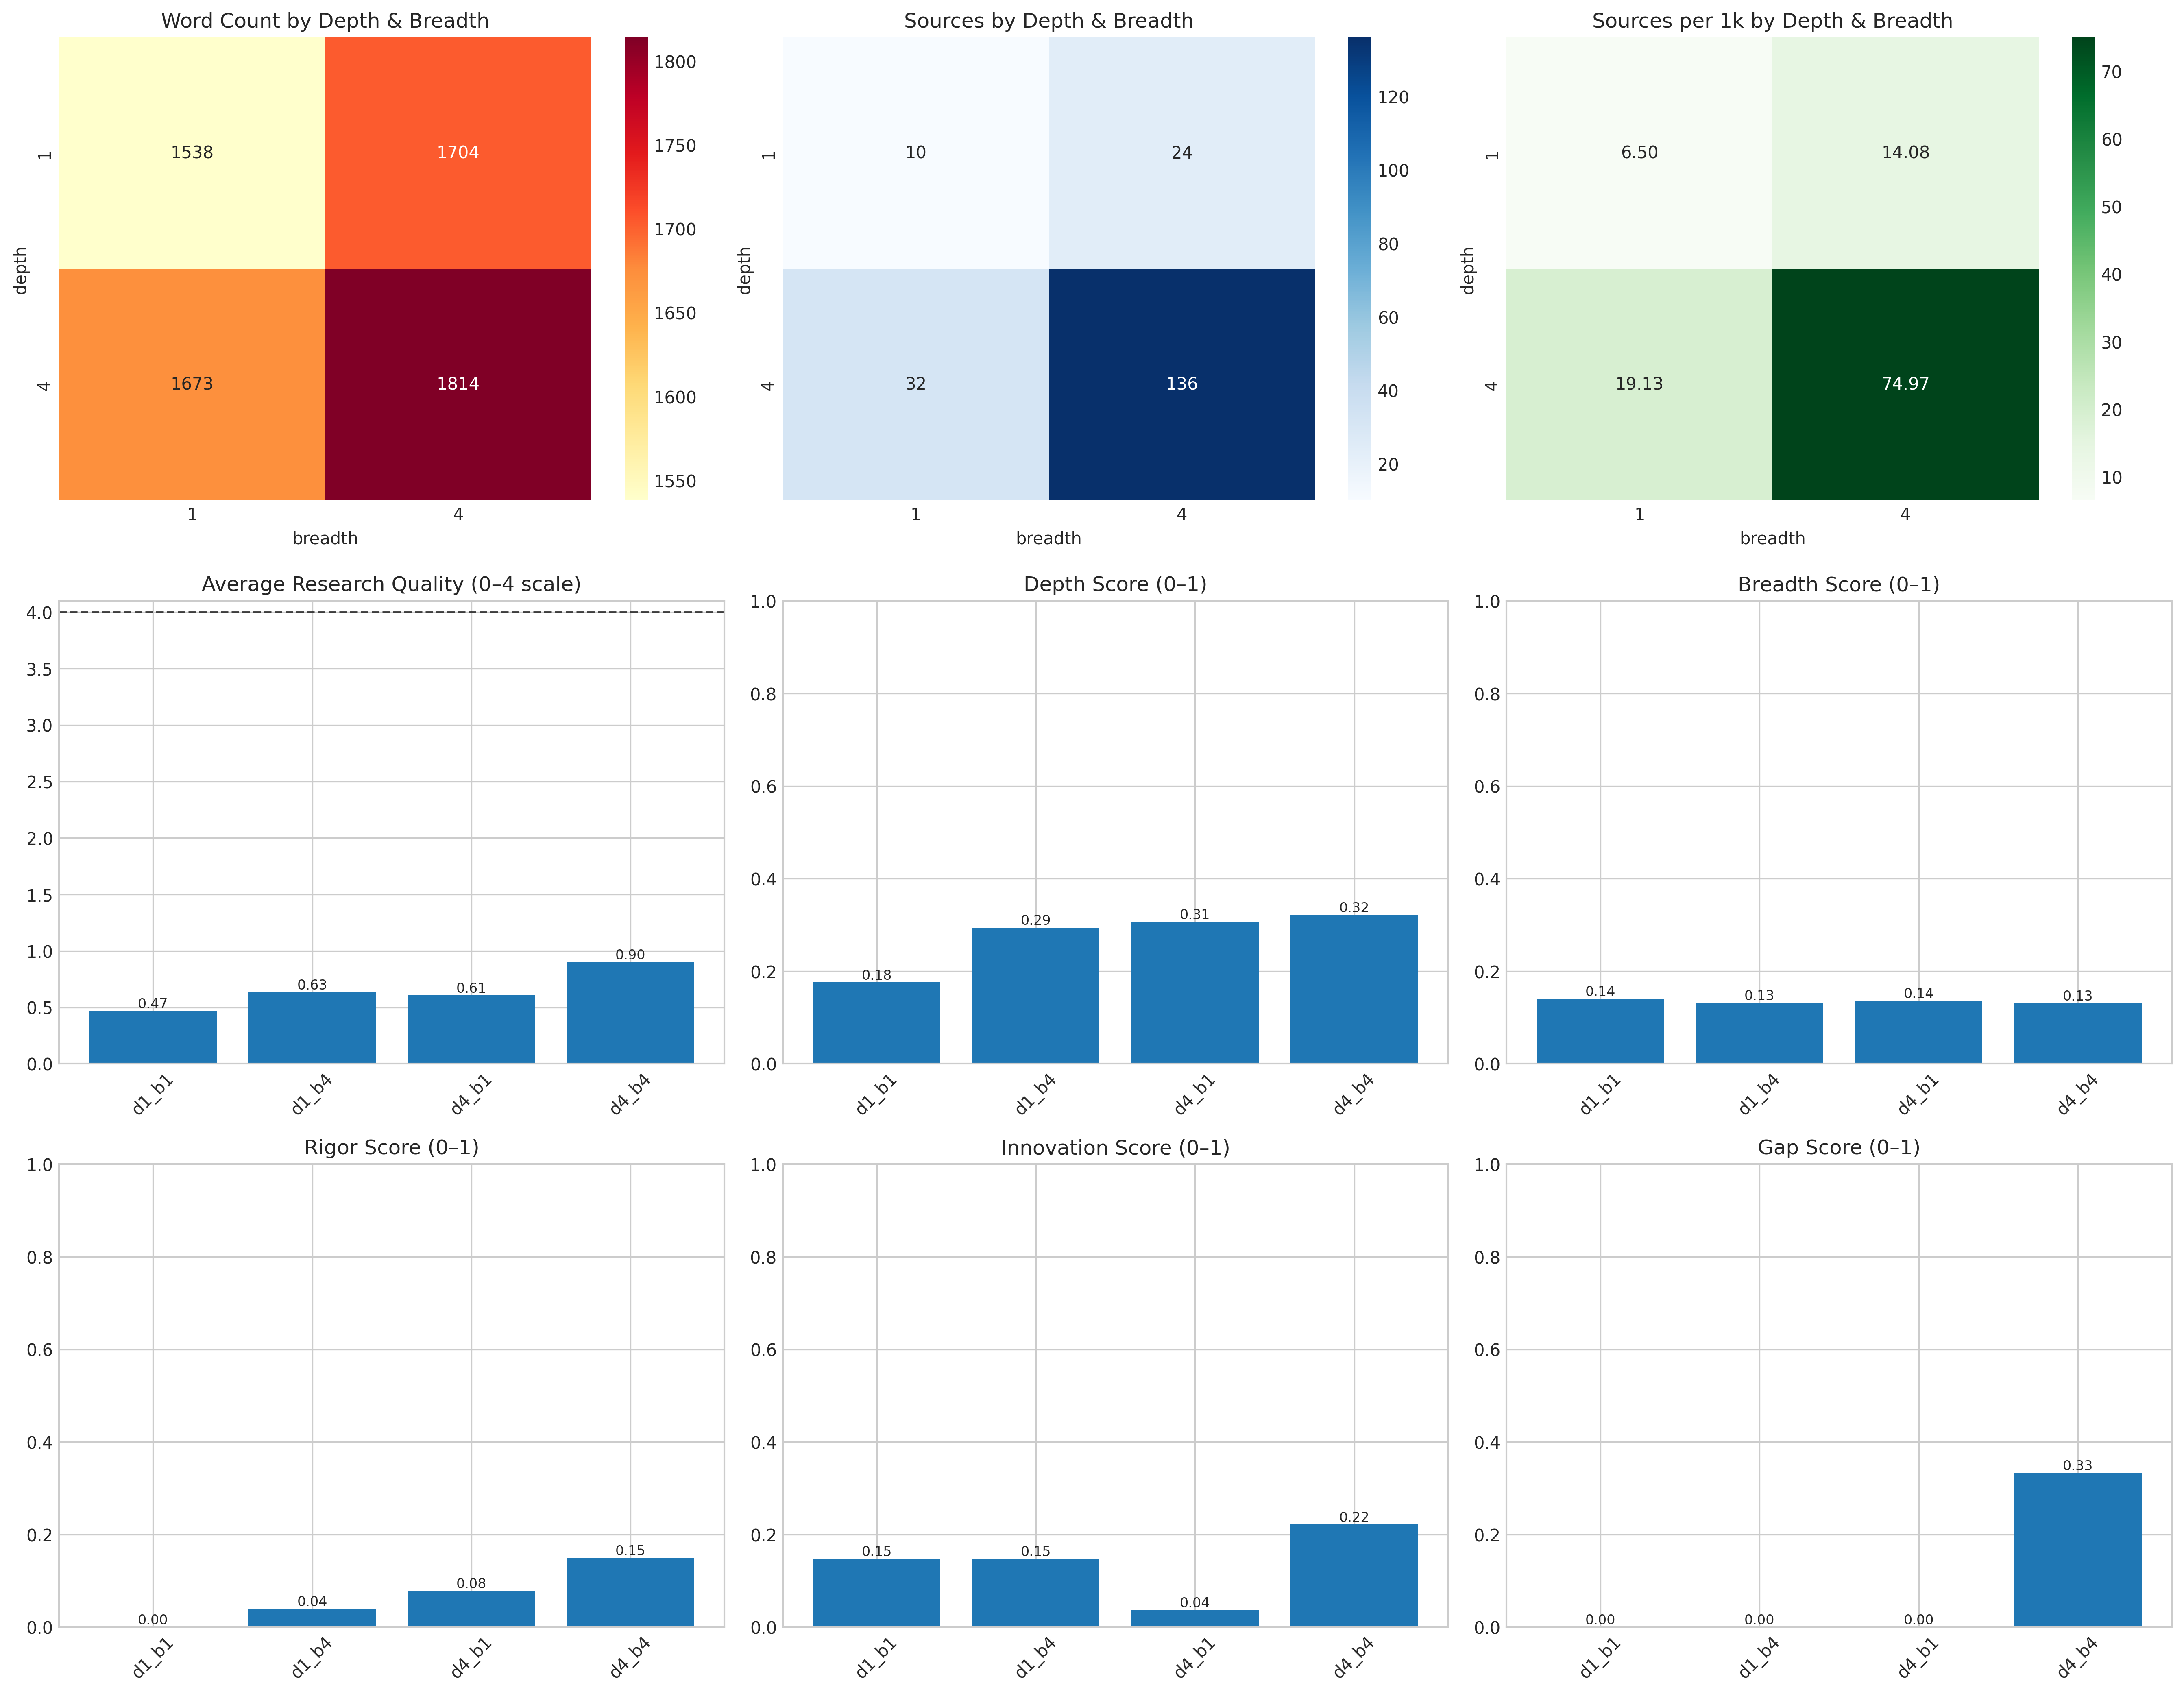 Word Count by Depth & Breadth
1538
1704
1673
1814
1
4
depth
1
4
breadth
1800
1750
1700
1650
1600
1550
Sources by Depth & Breadth
10
24
32
136
1
4
depth
1
4
breadth
120
100
80
60
40
20
Sources per 1k by Depth & Breadth
6.50
14.08
19.13
74.97
1
4
depth
1
4
breadth
70
60
50
40
30
20
10
Average Research Quality (0–4 scale)
4.0
3.5
3.0
2.5
2.0
1.5
1.0
0.5
0.0
0.47
0.63
0.61
0.90
d1_b1
d1_b4
d4_b1
d4_b4
Depth Score (0–1)
1.0
0.8
0.6
0.4
0.2
0.0
0.18
0.29
0.31
0.32
d1_b1
d1_b4
d4_b1
d4_b4
Breadth Score (0–1)
1.0
0.8
0.6
0.4
0.2
0.0
0.14
0.13
0.14
0.13
d1_b1
d1_b4
d4_b1
d4_b4
Rigor Score (0–1)
1.0
0.8
0.6
0.4
0.2
0.0
0.00
0.04
0.08
0.15
d1_b1
d1_b4
d4_b1
d4_b4
Innovation Score (0–1)
1.0
0.8
0.6
0.4
0.2
0.0
0.15
0.15
0.04
0.22
d1_b1
d1_b4
d4_b1
d4_b4
Gap Score (0–1)
1.0
0.8
0.6
0.4
0.2
0.0
0.00
0.00
0.00
0.33
d1_b1
d1_b4
d4_b1
d4_b4